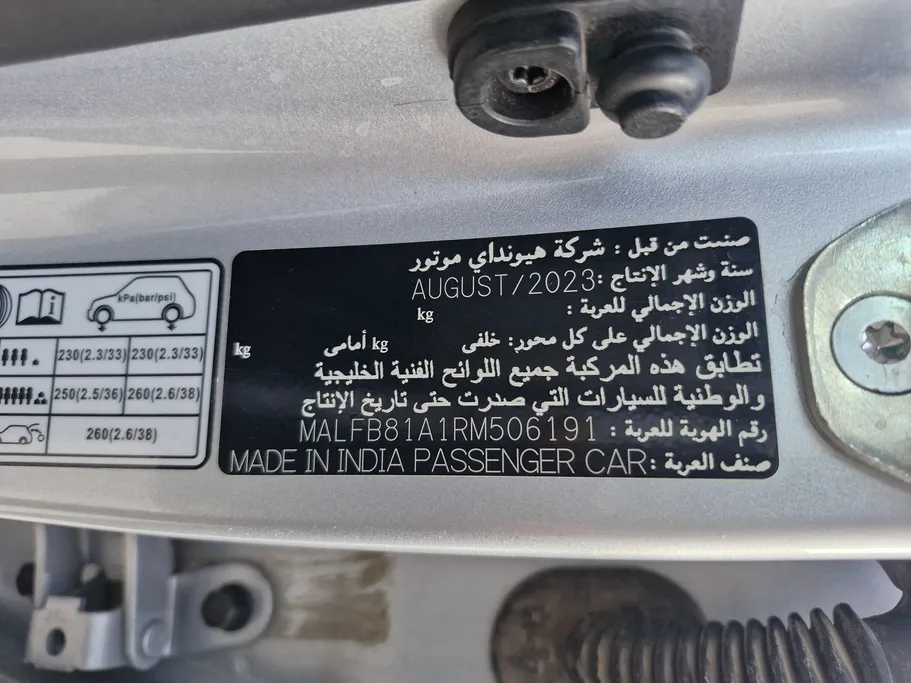 kPa(bar/psi)
230(2.3/33) 230(2.3/33)
250(2.5/36) 260(2.6/38)
260(2.6/38)
صنعت من قبل : شركة هيونداي موتور
سنة وشهر الإنتاج : AUGUST/2023
الوزن الإجمالي للعربة : kg
الوزن الإجمالي على كل محور: خلفى kg أمامى kg
تطابق هذه المركبة جميع اللوائح الفنية الخليجية
والوطنية للسيارات التي صدرت حتى تاريخ الإنتاج
رقم الهوية للعربة : MALFB81A1RM506191
صنف العربة : MADE IN INDIA PASSENGER CAR